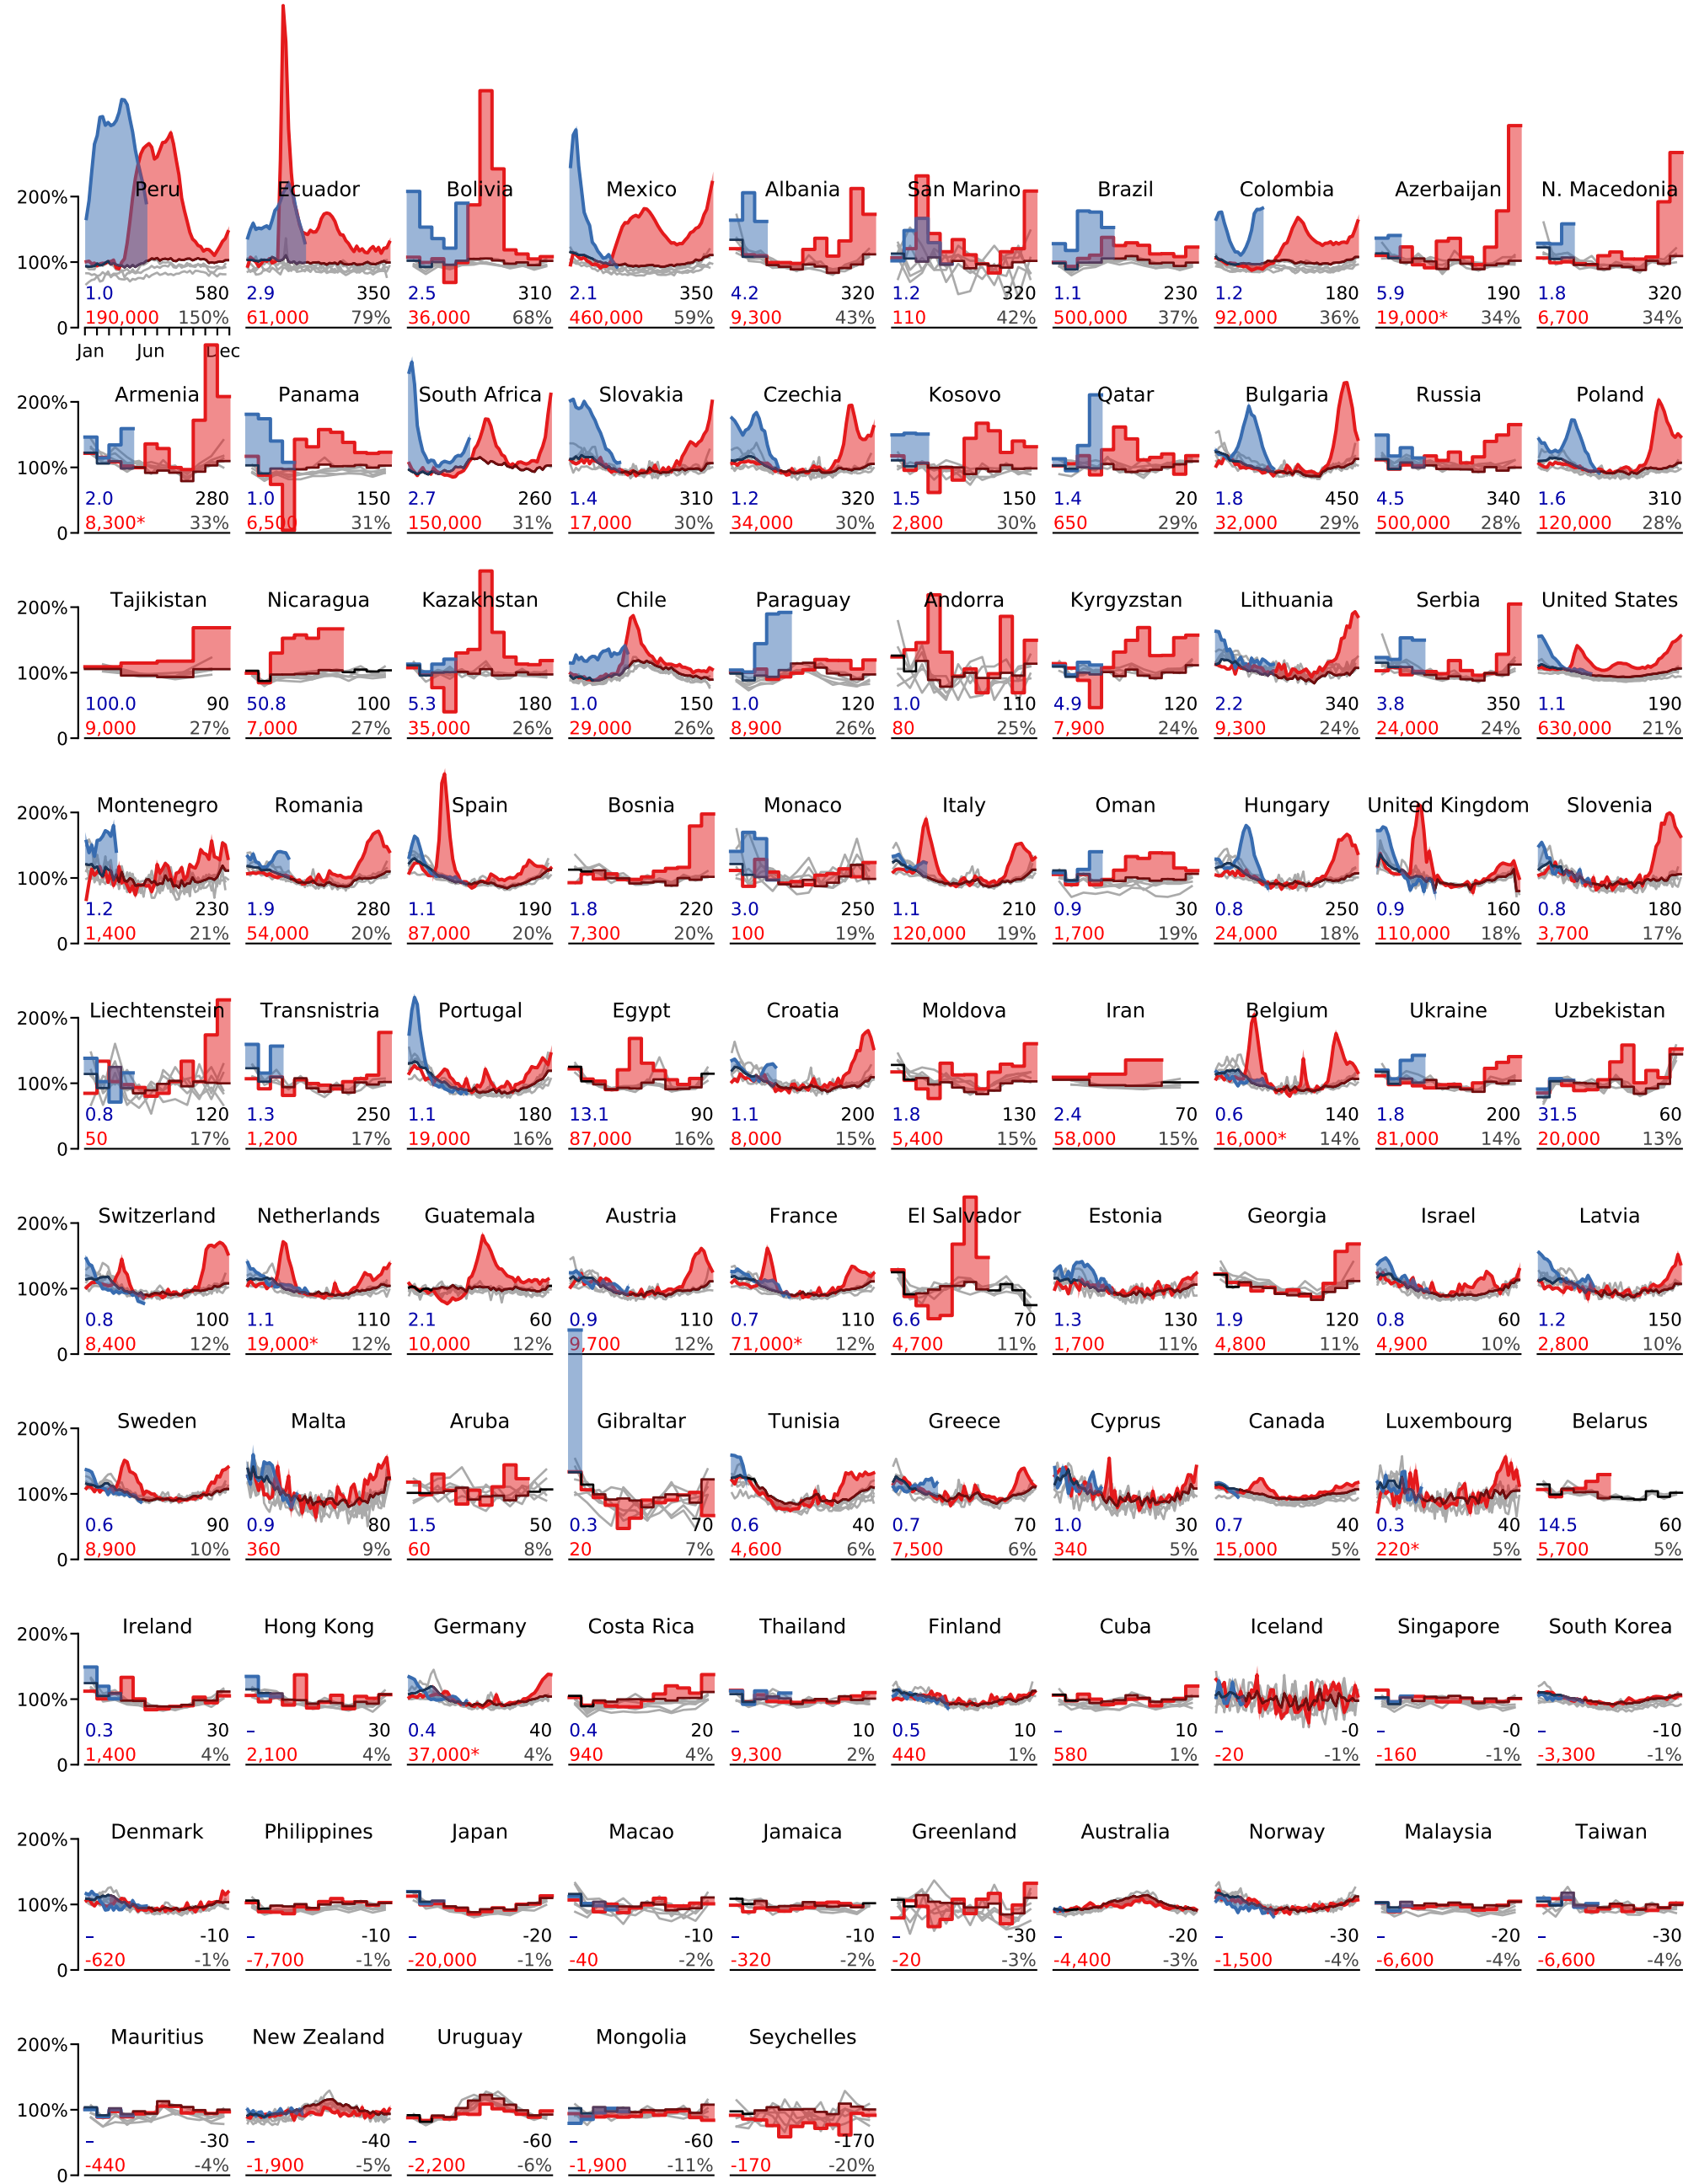 Peru Ecuador Bolivia Mexico Albania San Marino Brazil Colombia Azerbaijan N. Macedonia
200%
100%
1.0 580 2.9 350 2.5 310 2.1 350 4.2 320 1.2 320 1.1 230 1.2 180 5.9 190 1.8 320
0 190,000 150% 61,000 79% 36,000 68% 460,000 59% 9,300 43% 110 42% 500,000 37% 92,000 36% 19,000* 34% 6,700 34%
Jan Jun Dec
Armenia Panama South Africa Slovakia Czechia Kosovo Qatar Bulgaria Russia Poland
200%
100%
2.0 280 1.0 150 2.7 260 1.4 310 1.2 320 1.5 150 1.4 20 1.8 450 4.5 340 1.6 310
0 8,300* 33% 6,500 31% 150,000 31% 17,000 30% 34,000 30% 2,800 30% 650 29% 32,000 29% 500,000 28% 120,000 28%
Tajikistan Nicaragua Kazakhstan Chile Paraguay Andorra Kyrgyzstan Lithuania Serbia United States
200%
100%
100.0 90 50.8 100 5.3 180 1.0 150 1.0 120 1.0 110 4.9 120 2.2 340 3.8 350 1.1 190
0 9,000 27% 7,000 27% 35,000 26% 29,000 26% 8,900 26% 80 25% 7,900 24% 9,300 24% 24,000 24% 630,000 21%
Montenegro Romania Spain Bosnia Monaco Italy Oman Hungary United Kingdom Slovenia
200%
100%
1.2 230 1.9 280 1.1 190 1.8 220 3.0 250 1.1 210 0.9 30 0.8 250 0.9 160 0.8 180
0 1,400 21% 54,000 20% 87,000 20% 7,300 20% 100 19% 120,000 19% 1,700 19% 24,000 18% 110,000 18% 3,700 17%
Liechtenstein Transnistria Portugal Egypt Croatia Moldova Iran Belgium Ukraine Uzbekistan
200%
100%
0.8 120 1.3 250 1.1 180 13.1 90 1.1 200 1.8 130 2.4 70 0.6 140 1.8 200 31.5 60
0 50 17% 1,200 17% 19,000 16% 87,000 16% 8,000 15% 5,400 15% 58,000 15% 16,000* 14% 81,000 14% 20,000 13%
Switzerland Netherlands Guatemala Austria France El Salvador Estonia Georgia Israel Latvia
200%
100%
0.8 100 1.1 110 2.1 60 0.9 110 0.7 110 6.6 70 1.3 130 1.9 120 0.8 60 1.2 150
0 8,400 12% 19,000* 12% 10,000 12% 9,700 12% 71,000* 12% 4,700 11% 1,700 11% 4,800 11% 4,900 10% 2,800 10%
Sweden Malta Aruba Gibraltar Tunisia Greece Cyprus Canada Luxembourg Belarus
200%
100%
0.6 90 0.9 80 1.5 50 0.3 70 0.6 40 0.7 70 1.0 30 0.7 40 0.3 40 14.5 60
0 8,900 10% 360 9% 60 8% 20 7% 4,600 6% 7,500 6% 340 5% 15,000 5% 220* 5% 5,700 5%
Ireland Hong Kong Germany Costa Rica Thailand Finland Cuba Iceland Singapore South Korea
200%
100%
0.3 30 – 30 0.4 40 0.4 20 – 10 0.5 10 – 10 – -0 – -0 – -10
0 1,400 4% 2,100 4% 37,000* 4% 940 4% 9,300 2% 440 1% 580 1% -20 -1% -160 -1% -3,300 -1%
Denmark Philippines Japan Macao Jamaica Greenland Australia Norway Malaysia Taiwan
200%
100%
– -10 – -10 – -20 – -10 – -10 – -30 – -20 – -30 – -20 – -30
0 -620 -1% -7,700 -1% -20,000 -1% -40 -2% -320 -2% -20 -3% -4,400 -3% -1,500 -4% -6,600 -4% -6,600 -4%
Mauritius New Zealand Uruguay Mongolia Seychelles
200%
100%
– -30 – -40 – -60 – -60 – -170
0 -440 -4% -1,900 -5% -2,200 -6% -1,900 -11% -170 -20%